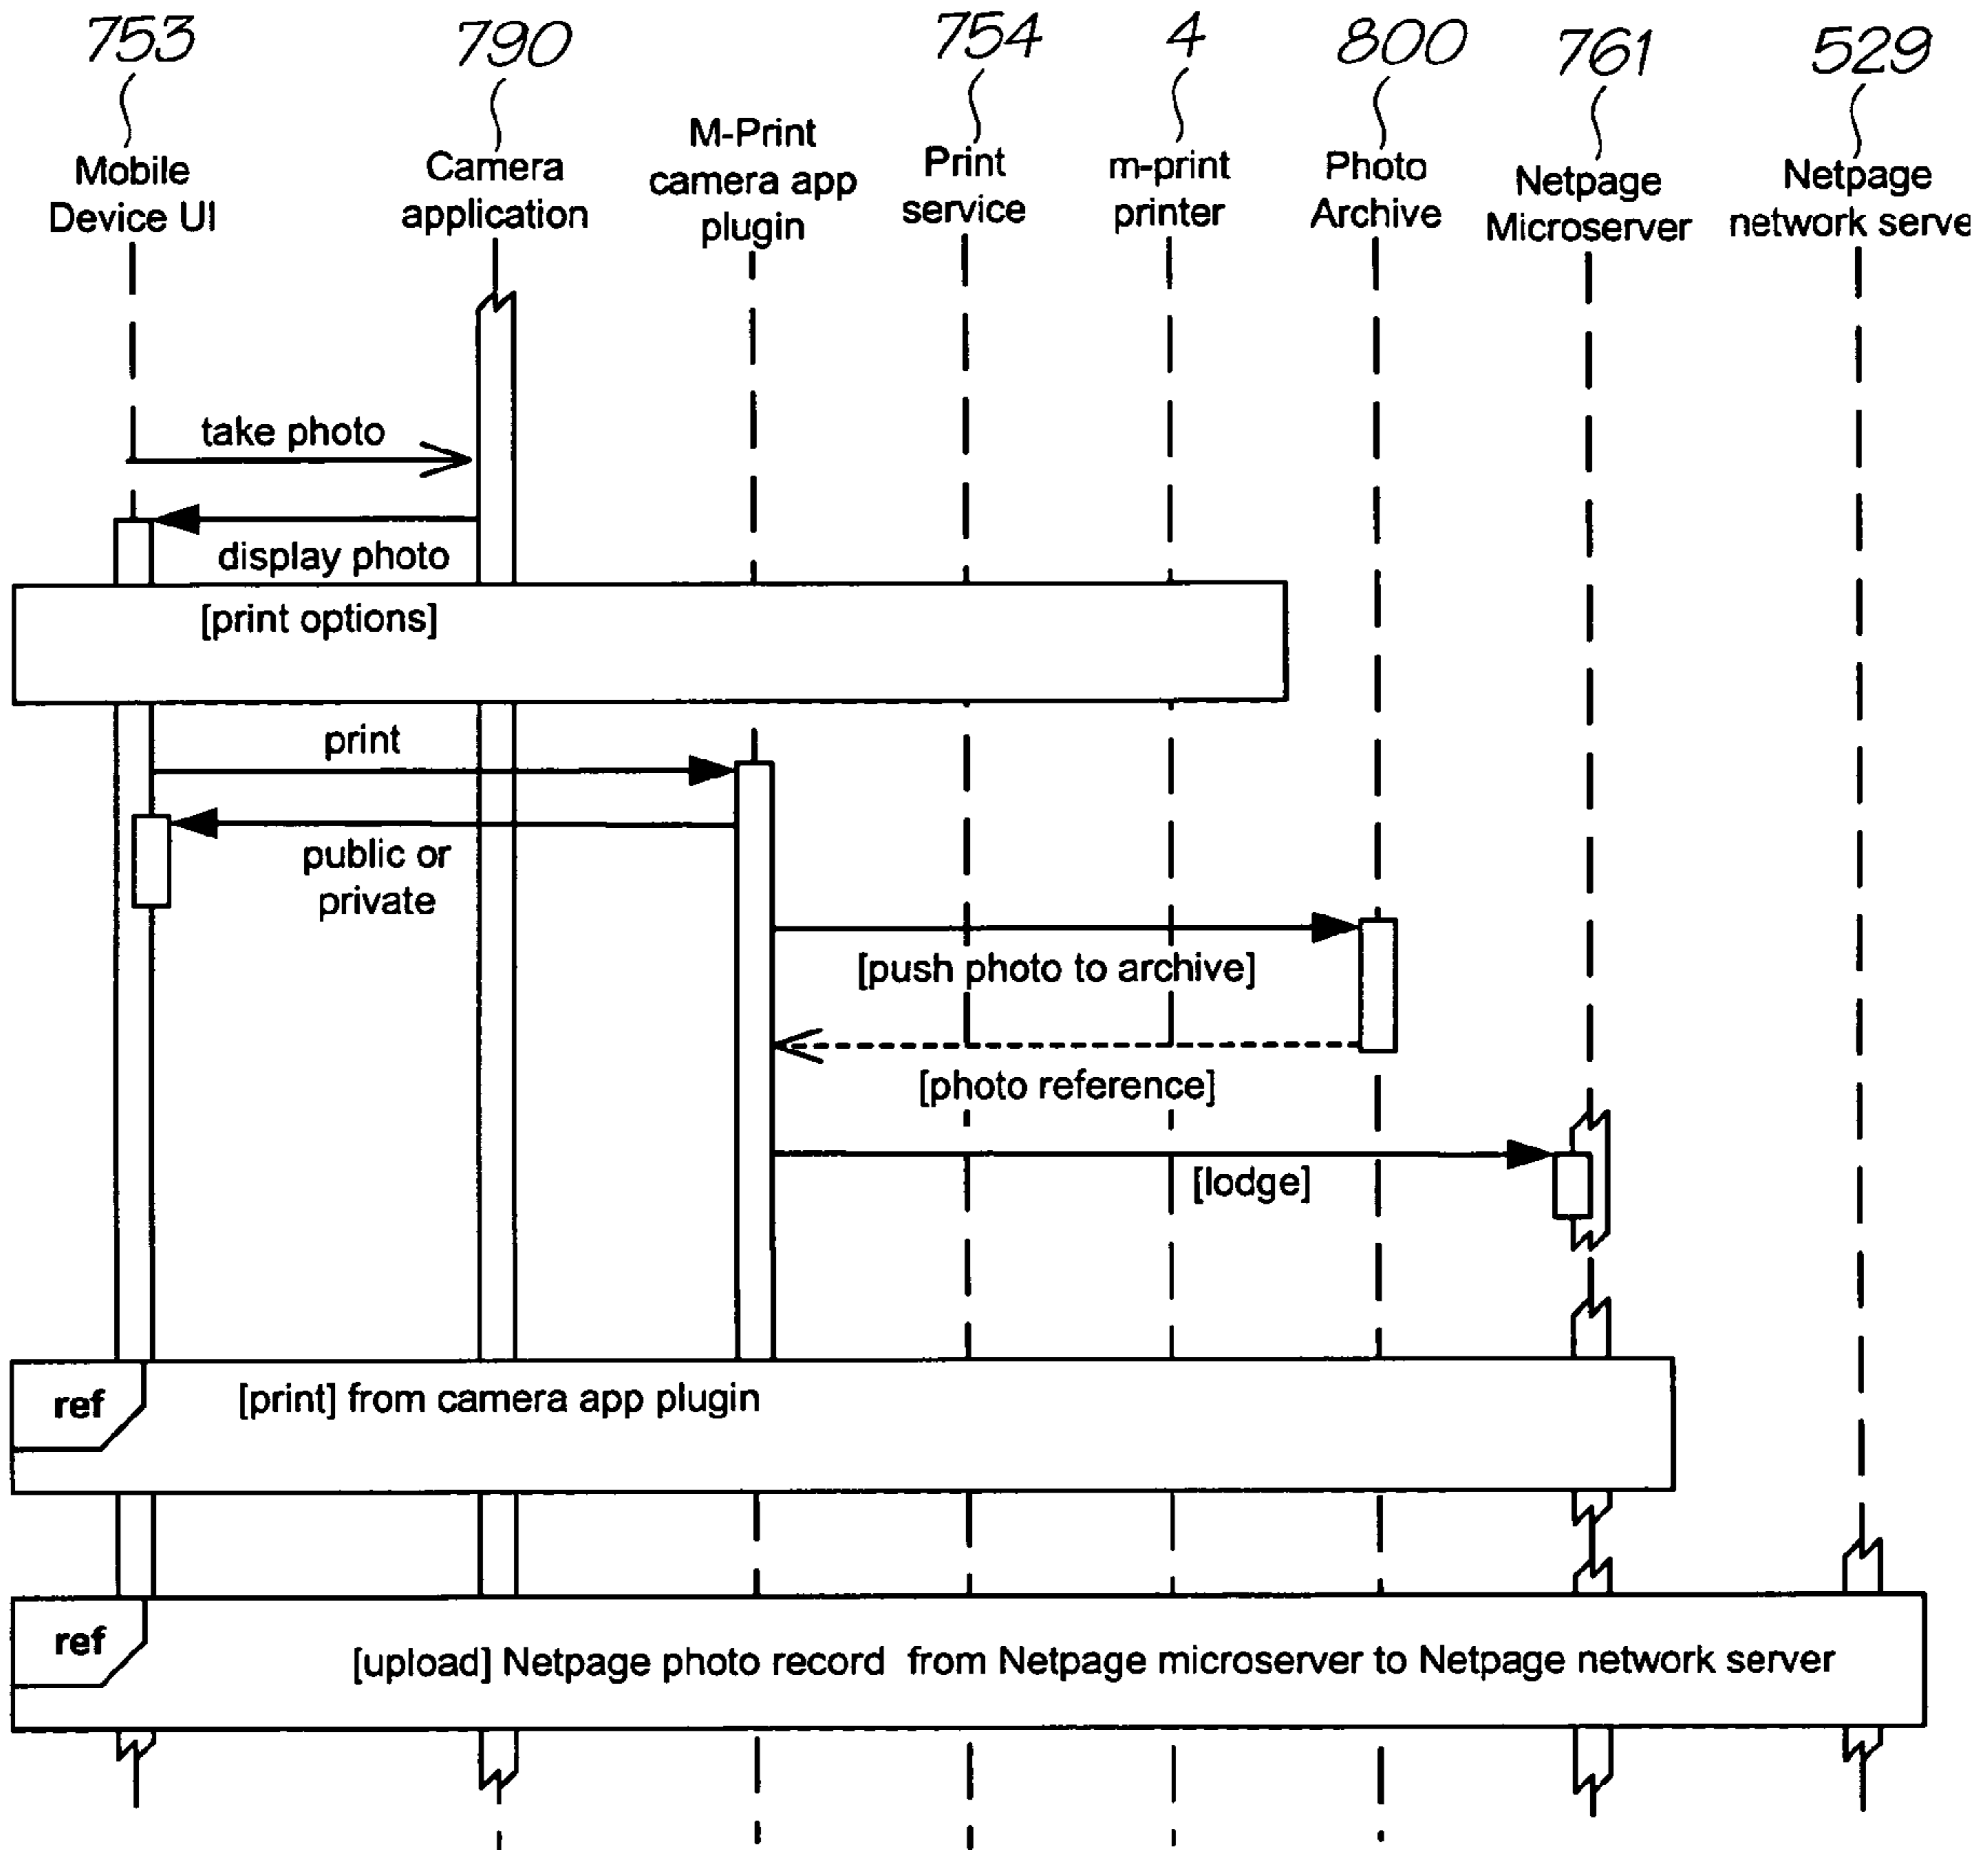 753
790
754
4
800
761
529
Mobile
Device UI
Camera
application
M-Print
camera app
plugin
Print
service
m-print
printer
Photo
Archive
Netpage
Microserver
Netpage
network serve
take photo
display photo
[print options]
print
public or
private
[push photo to archive]
[photo reference]
[lodge]
ref
[print] from camera app plugin
ref
[upload] Netpage photo record from Netpage microserver to Netpage network server